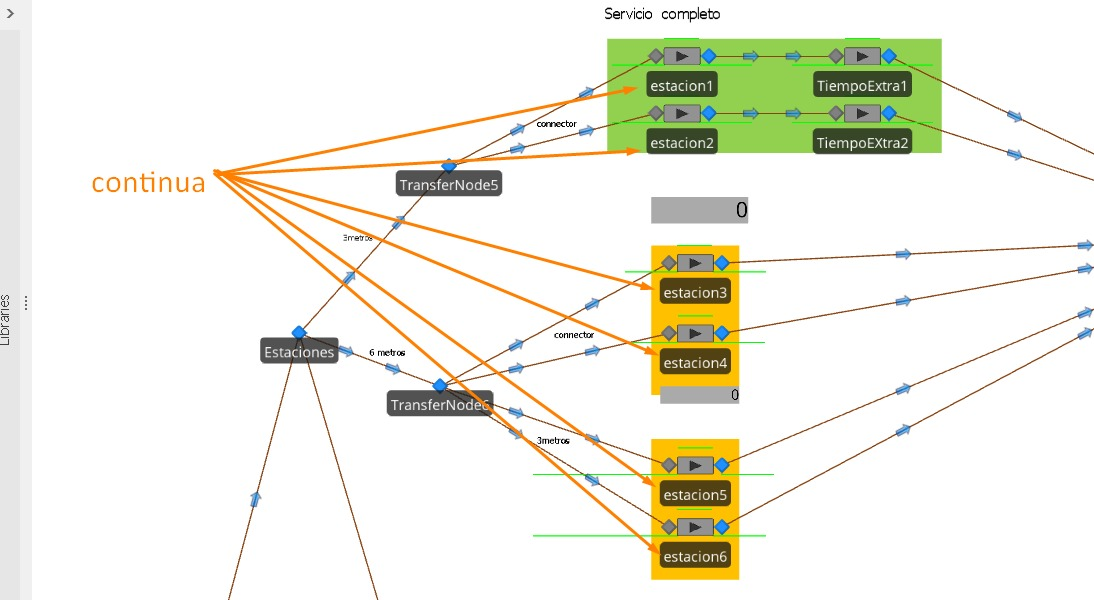 Servicio completo
estacion1
TiempoExtra1
connector
estacion2
TiempoEXtra2
continua
TransferNode5
0
3metros
estacion3
Libraries
connector
Estaciones
6 metros
estacion4
0
TransferNode6
3metros
estacion5
estacion6